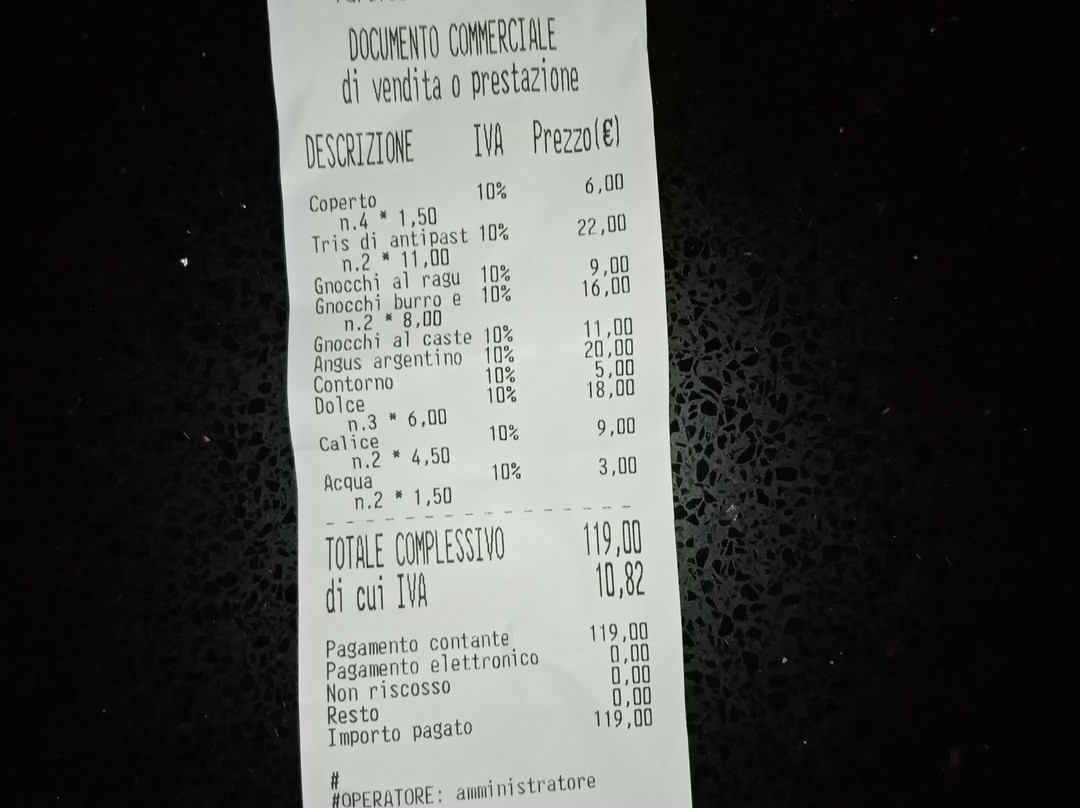 DOCUMENTO COMMERCIALE
di vendita o prestazione
DESCRIZIONE IVA Prezzo(€)
Coperto 10% 6,00
n.4 * 1,50
Tris di antipast 10% 22,00
n.2 * 11,00
Gnocchi al ragu 10% 9,00
Gnocchi burro e 10% 16,00
n.2 * 8,00
Gnocchi al caste 10% 11,00
Angus argentino 10% 20,00
Contorno 10% 5,00
Dolce 10% 18,00
n.3 * 6,00
Calice 10% 9,00
n.2 * 4,50
Acqua 10% 3,00
n.2 * 1,50
TOTALE COMPLESSIVO 119,00
di cui IVA 10,82
Pagamento contante 119,00
Pagamento elettronico 0,00
Non riscosso 0,00
Resto 0,00
Importo pagato 119,00
#
#OPERATORE: amministratore